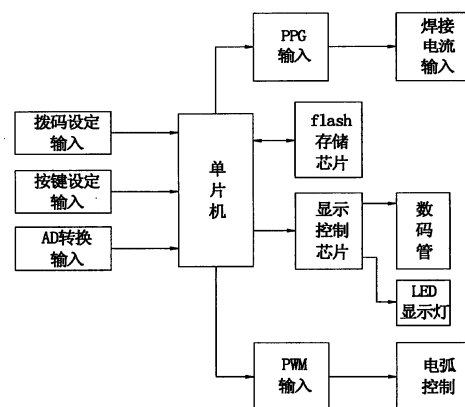 PPG
输入
焊接
电流
输入
拨码设定
输入
按键设定
输入
AD转换
输入
单
片
机
flash
存储
芯片
显示
控制
芯片
数
码
管
LED
显示灯
PWM
输入
电弧
控制